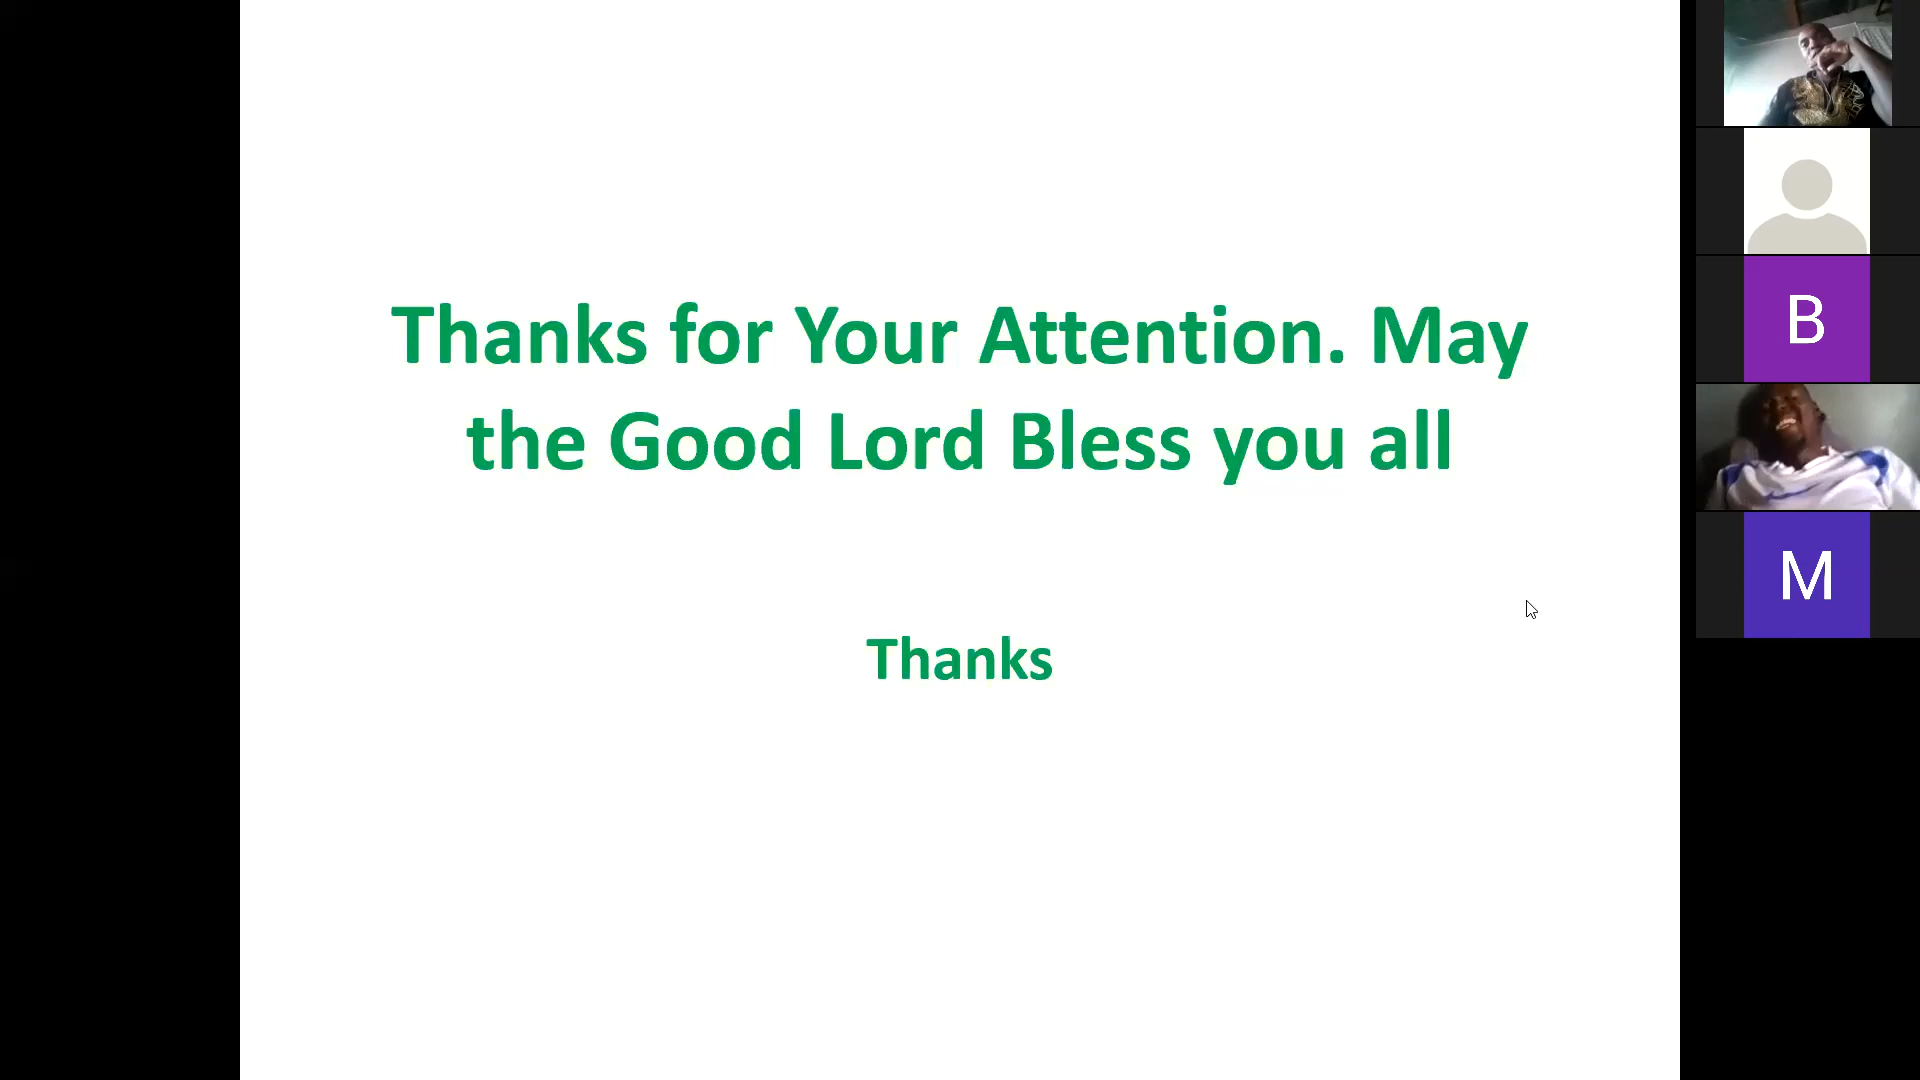 Thanks for Your Attention. May
the Good Lord Bless you all
Thanks
B
M